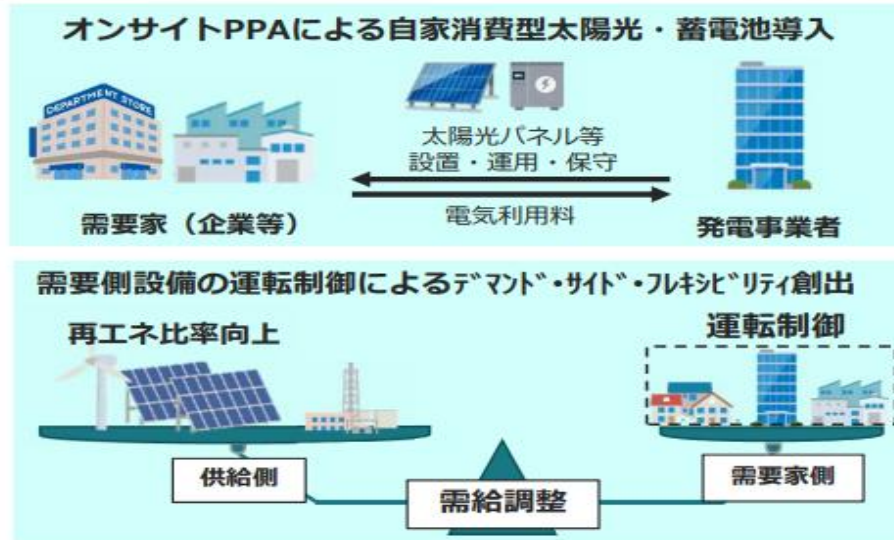 オンサイトPPAによる自家消費型太陽光・蓄電池導入
DEPARTMENT STORE
太陽光パネル等
設置・運用・保守
電気利用料
需要家（企業等）
発電事業者
需要側設備の運転制御によるﾃﾞﾏﾝﾄﾞ･ｻｲﾄﾞ･ﾌﾚｷｼﾋﾞﾘﾃｨ創出
再エネ比率向上
運転制御
供給側
需要家側
需給調整